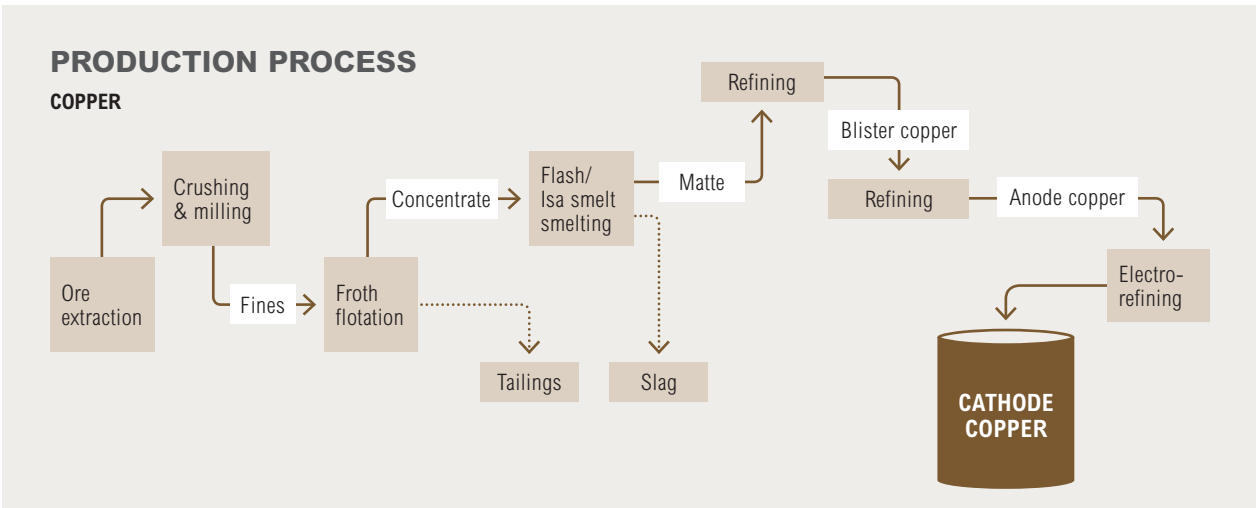 PRODUCTION PROCESS
COPPER
Ore
extraction
Crushing
& milling
Fines
Froth
flotation
Concentrate
Tailings
Flash/
Isa smelt
smelting
Slag
Matte
Refining
Blister copper
Refining
Anode copper
Electro-
refining
CATHODE
COPPER